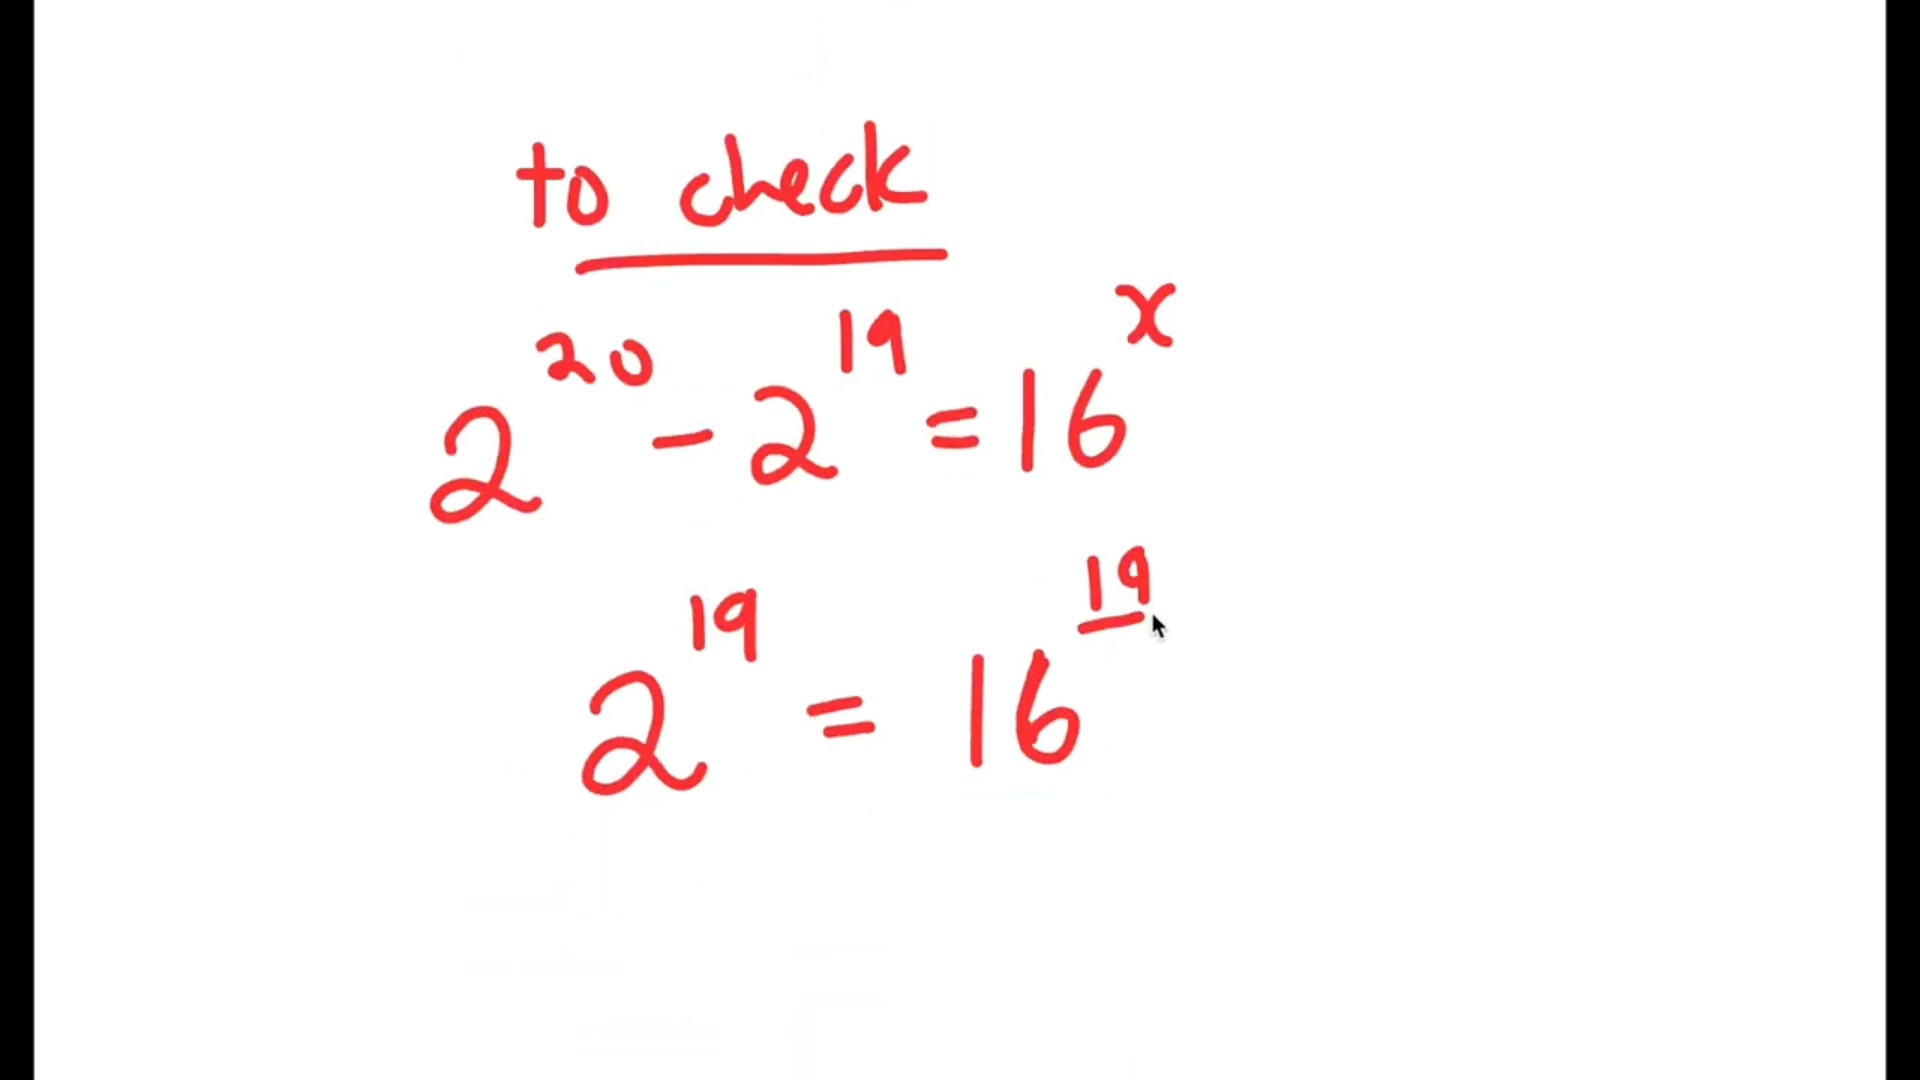 to check
2^20 - 2^19 = 16^x
2^19 = 16^19